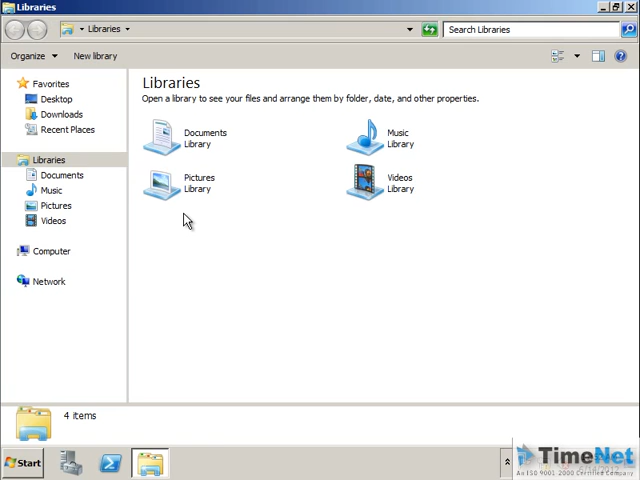 Libraries
Libraries
Search Libraries
Organize
New library
Favorites
Desktop
Downloads
Recent Places
Libraries
Documents
Music
Pictures
Videos
Computer
Network
Libraries
Open a library to see your files and arrange them by folder, date, and other properties.
Documents
Library
Music
Library
Pictures
Library
Videos
Library
4 items
Start
TimeNet
An ISO 9001-2000 Certified Company